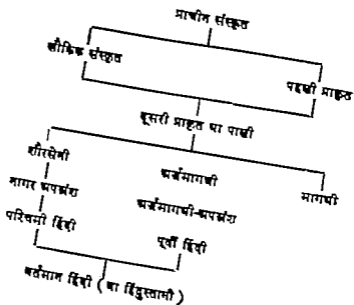 प्राचीन संस्कृत
लौकिक संस्कृत
पहली प्राकृत
दूसरी प्राकृत या पाली
शौरसेनी
अर्द्धमागधी
मागधी
नागर अपभ्रंश
अर्द्धमागधी-अपभ्रंश
पश्चिमी हिंदी
पूर्वी हिंदी
वर्तमान हिंदी ( वा हिंदुस्तानी )